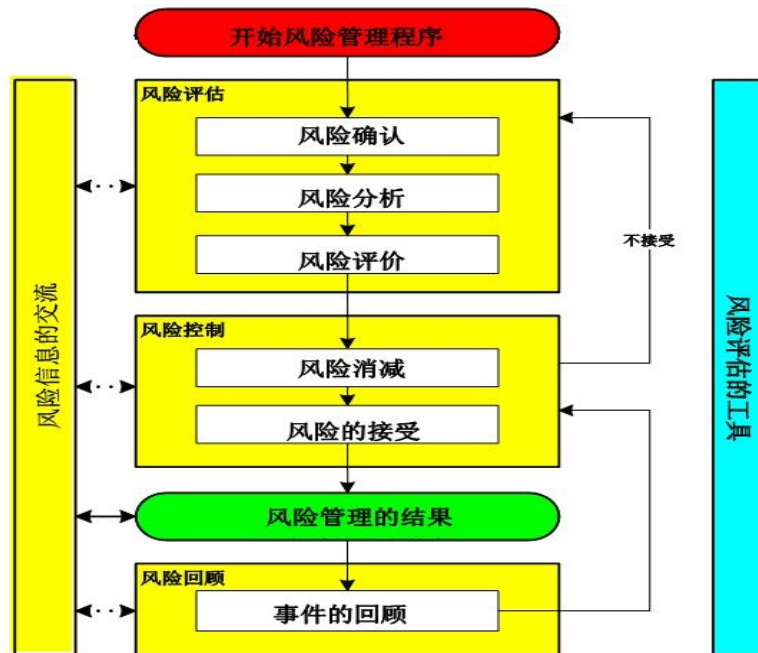 开始风险管理程序
风险评估
风险确认
风险分析
不接受
风险评价
风险信息的交流
风险评估的工具
风险控制
风险消减
风险的接受
风险管理的结果
风险回顾
事件的回顾